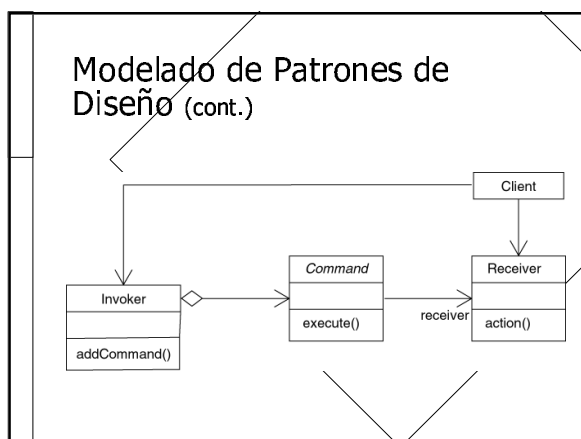 Modelado de Patrones de
Diseño (cont.)
Client
Command
Receiver
Invoker
receiver
execute()
action()
addCommand()